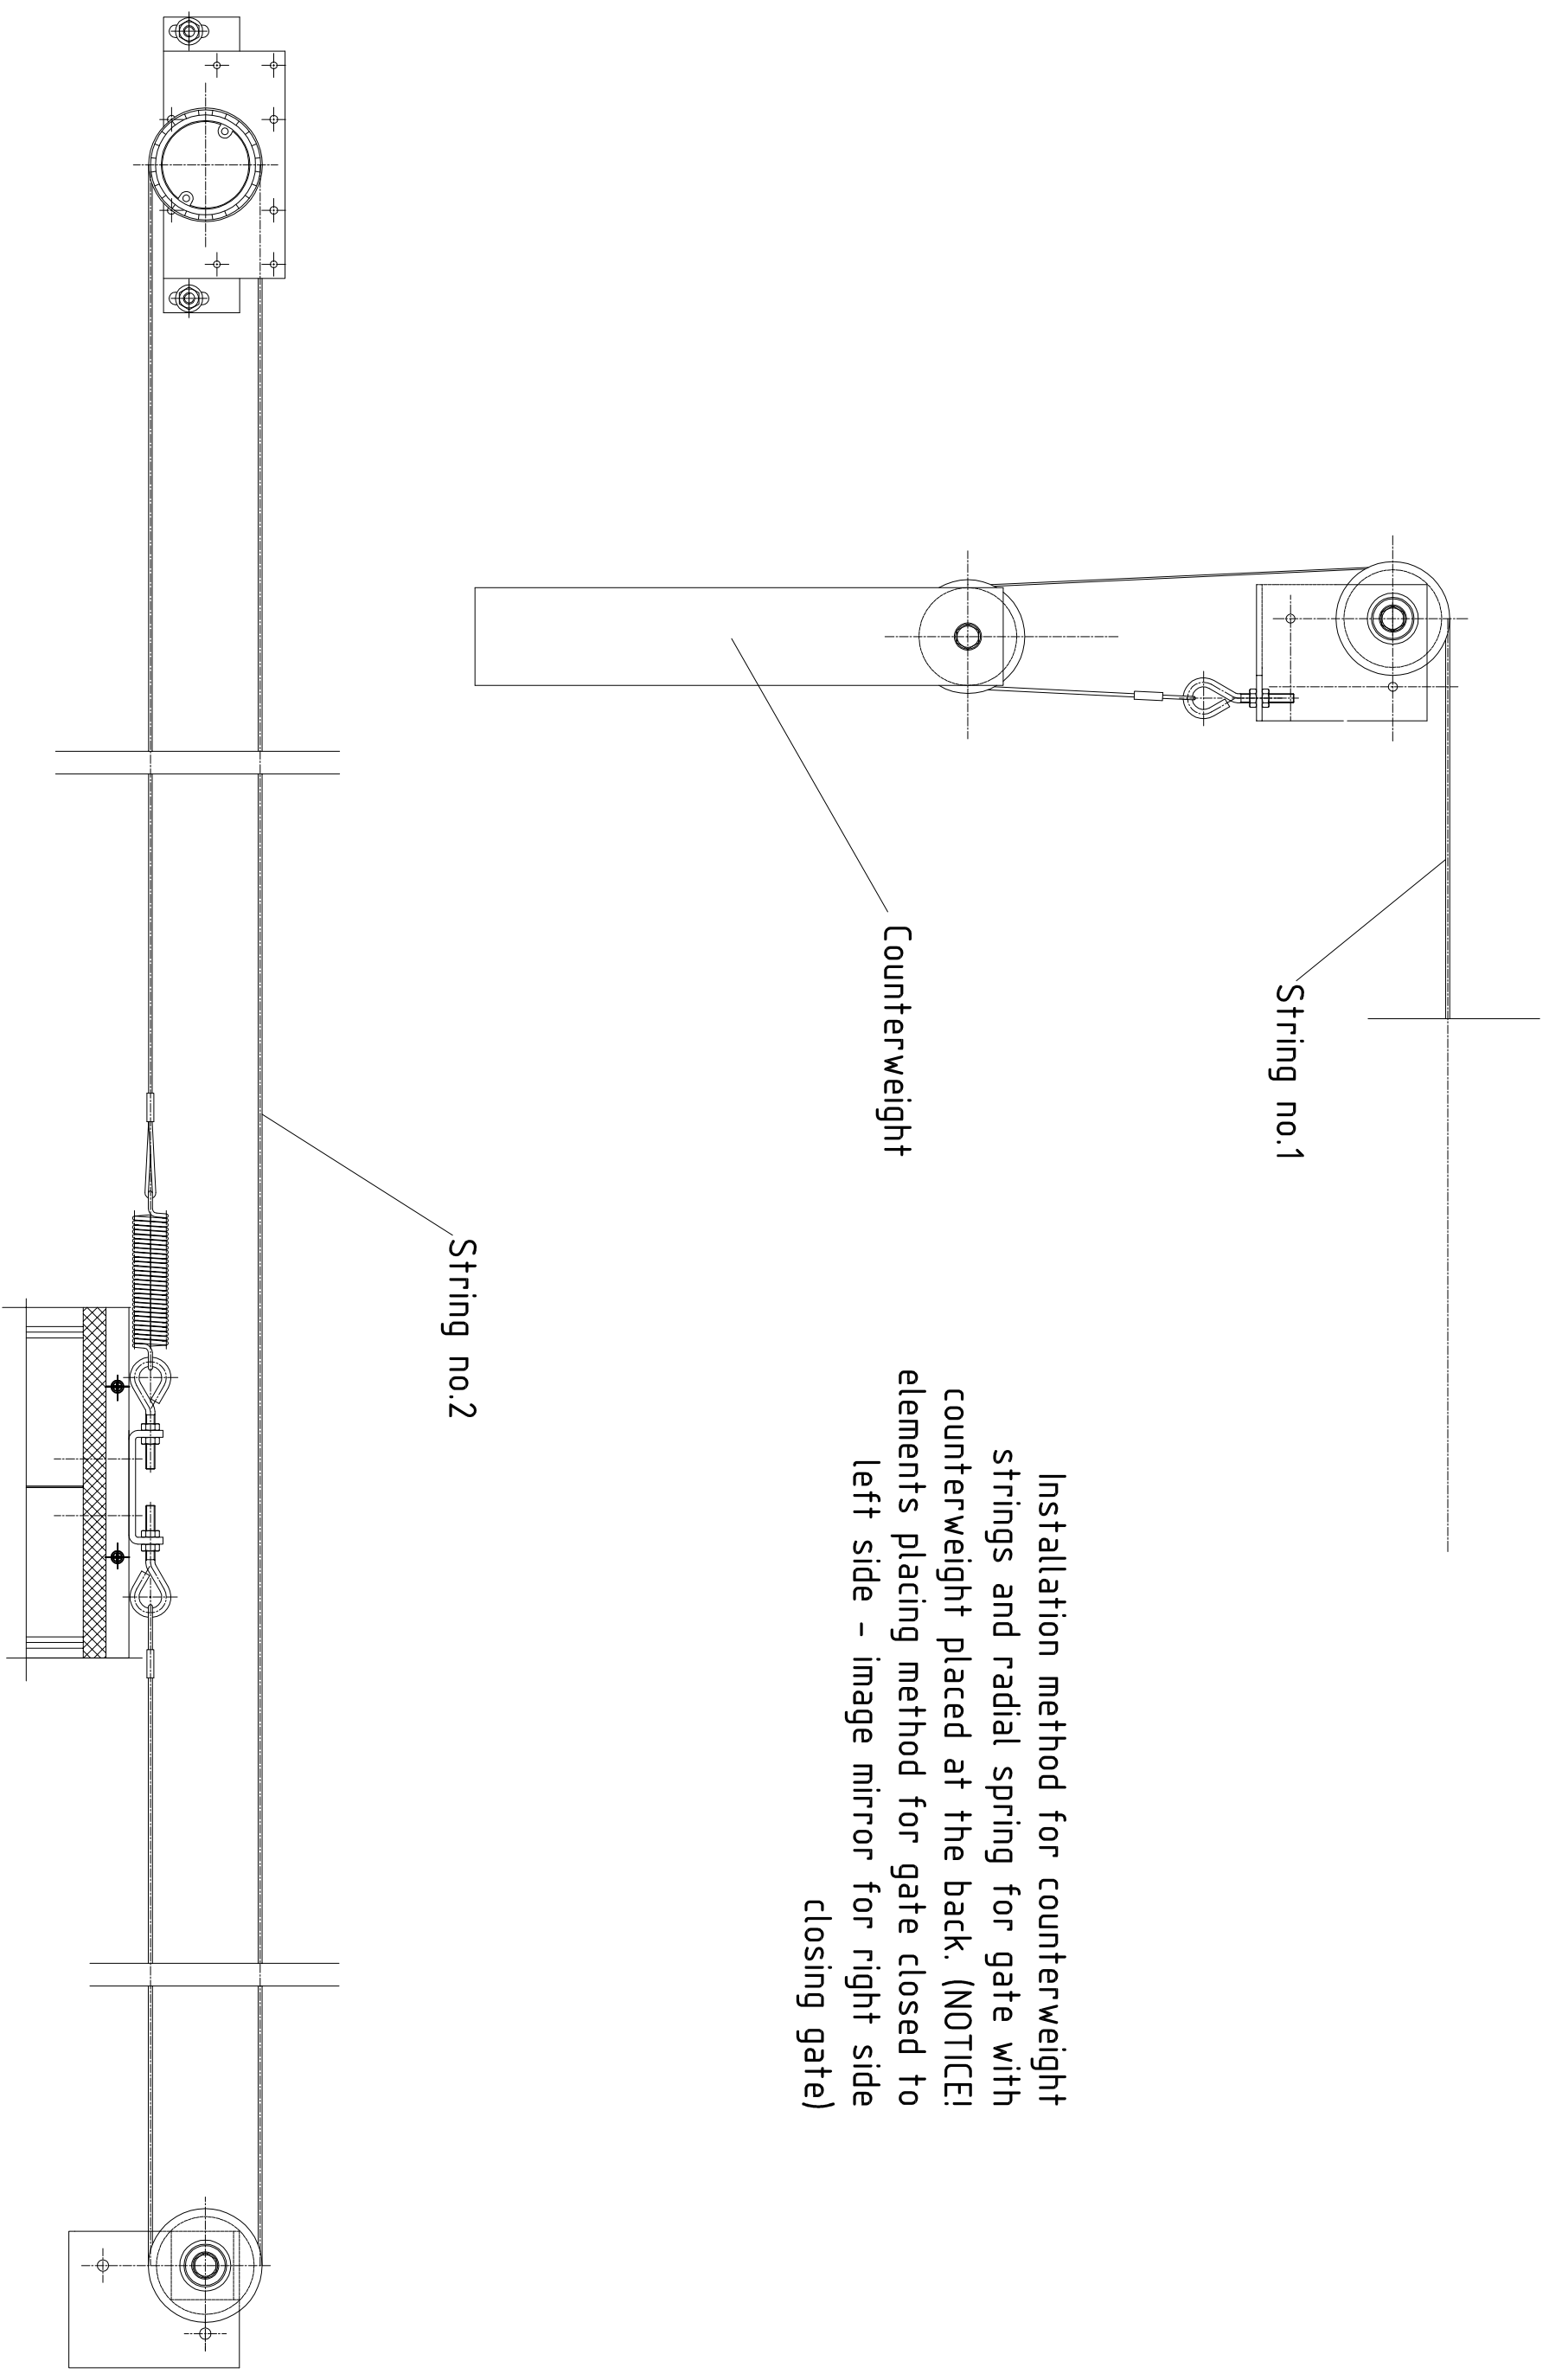 String no.1
Counterweight
String no.2
Installation method for counterweight
strings and radial spring for gate with
counterweight placed at the back. (NOTICE!
elements placing method for gate closed to
left side - image mirror for right side
closing gate)